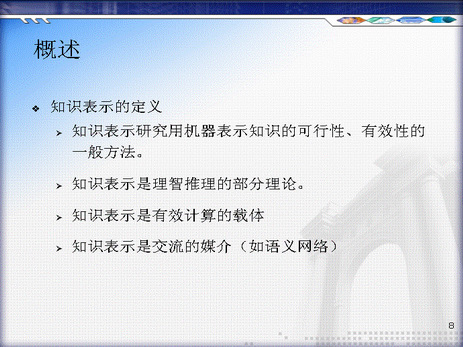 概述
知识表示的定义
知识表示研究用机器表示知识的可行性、有效性的
一般方法。
知识表示是理智推理的部分理论。
知识表示是有效计算的载体
知识表示是交流的媒介（如语义网络）
8